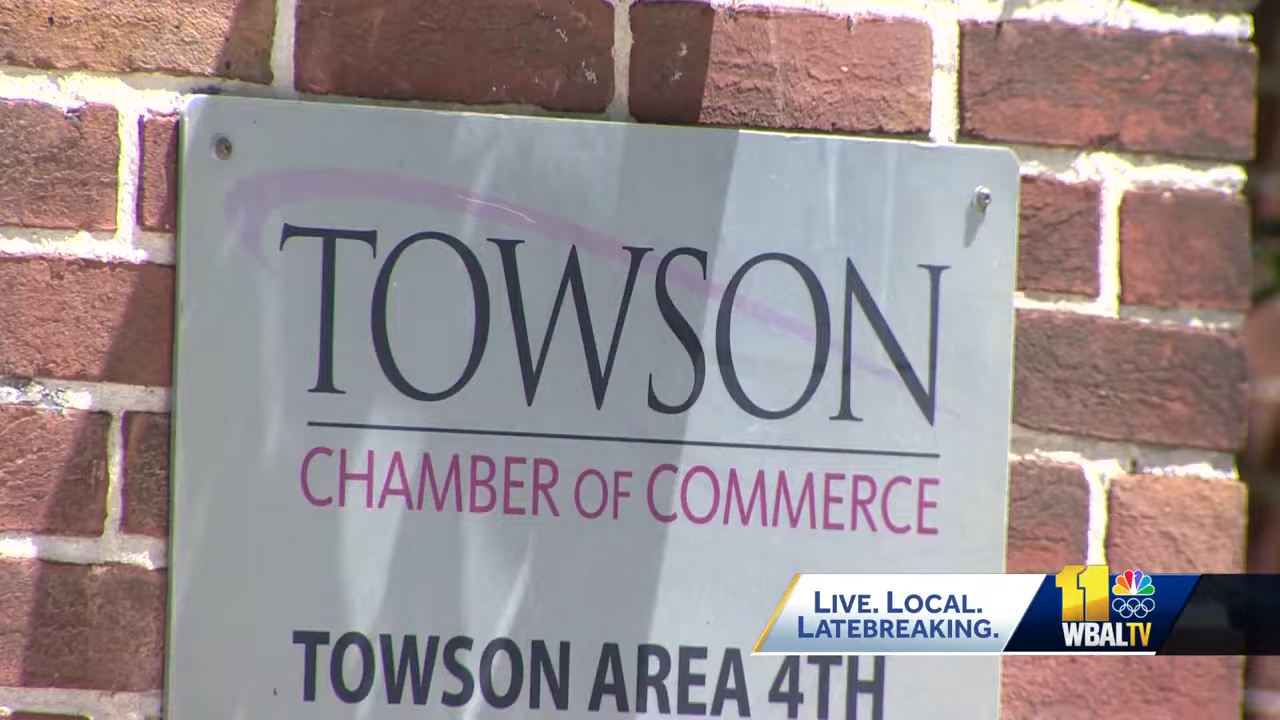 TOWSON
CHAMBER OF COMMERCE
TOWSON AREA 4TH
LIVE. LOCAL.
LATEBREAKING.
11
WBALTV